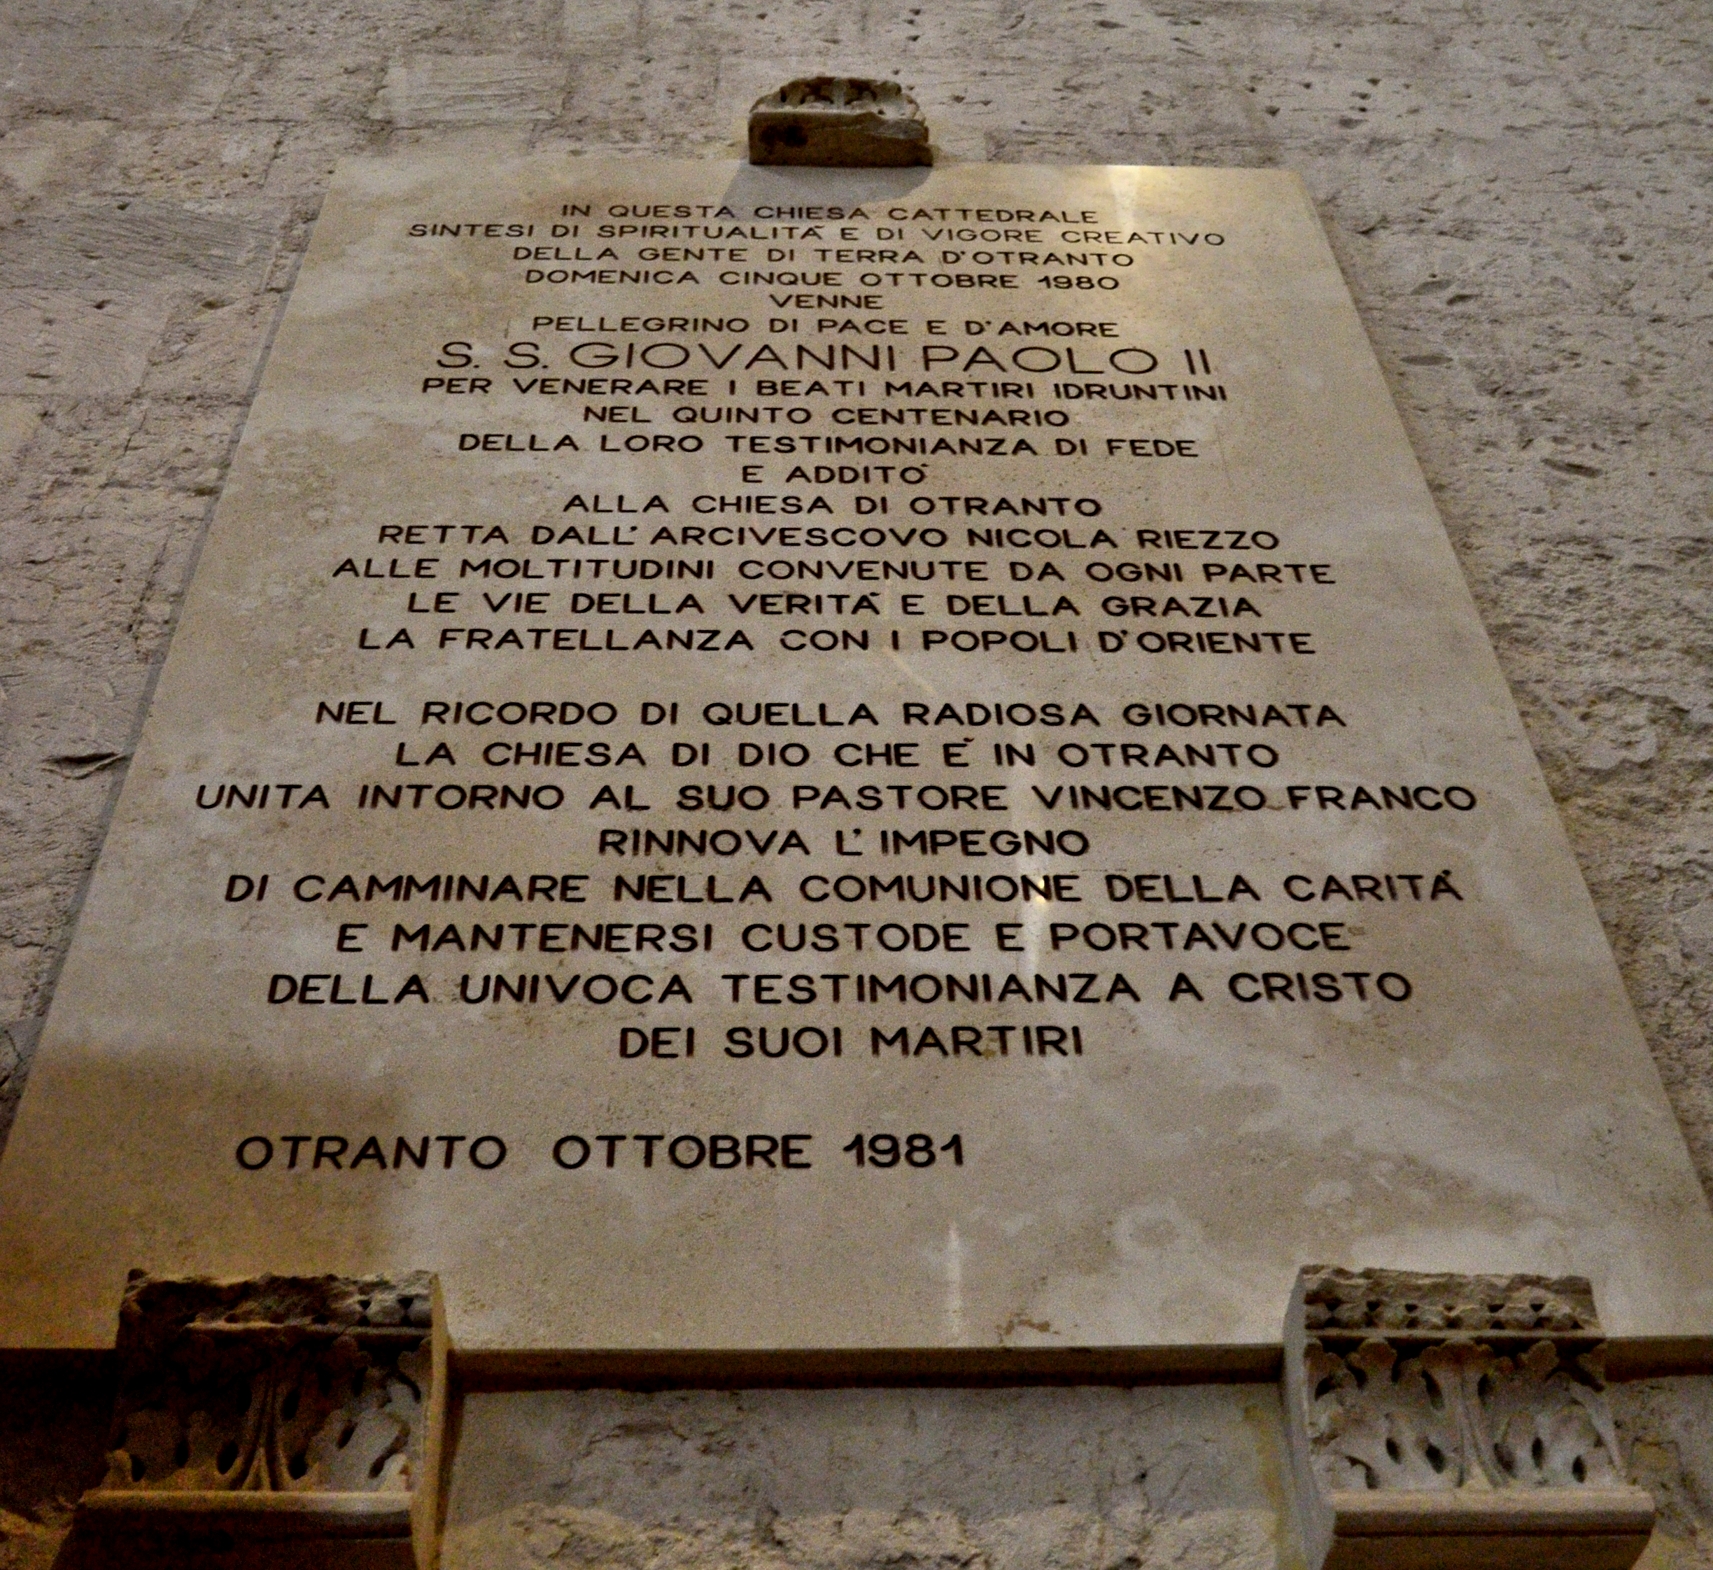 IN QUESTA CHIESA CATTEDRALE
SINTESI DI SPIRITUALITÀ E DI VIGORE CREATIVO
DELLA GENTE DI TERRA D'OTRANTO
DOMENICA CINQUE OTTOBRE 1980
VENNE
PELLEGRINO DI PACE E D'AMORE
S. S. GIOVANNI PAOLO II
PER VENERARE I BEATI MARTIRI IDRUNTINI
NEL QUINTO CENTENARIO
DELLA LORO TESTIMONIANZA DI FEDE
E ADDITÒ
ALLA CHIESA DI OTRANTO
RETTA DALL'ARCIVESCOVO NICOLA RIEZZO
ALLE MOLTITUDINI CONVENUTE DA OGNI PARTE
LE VIE DELLA VERITÀ E DELLA GRAZIA
LA FRATELLANZA CON I POPOLI D'ORIENTE
NEL RICORDO DI QUELLA RADIOSA GIORNATA
LA CHIESA DI DIO CHE È IN OTRANTO
UNITA INTORNO AL SUO PASTORE VINCENZO FRANCO
RINNOVA L'IMPEGNO
DI CAMMINARE NELLA COMUNIONE DELLA CARITÀ
E MANTENERSI CUSTODE E PORTAVOCE
DELLA UNIVOCA TESTIMONIANZA A CRISTO
DEI SUOI MARTIRI
OTRANTO OTTOBRE 1981